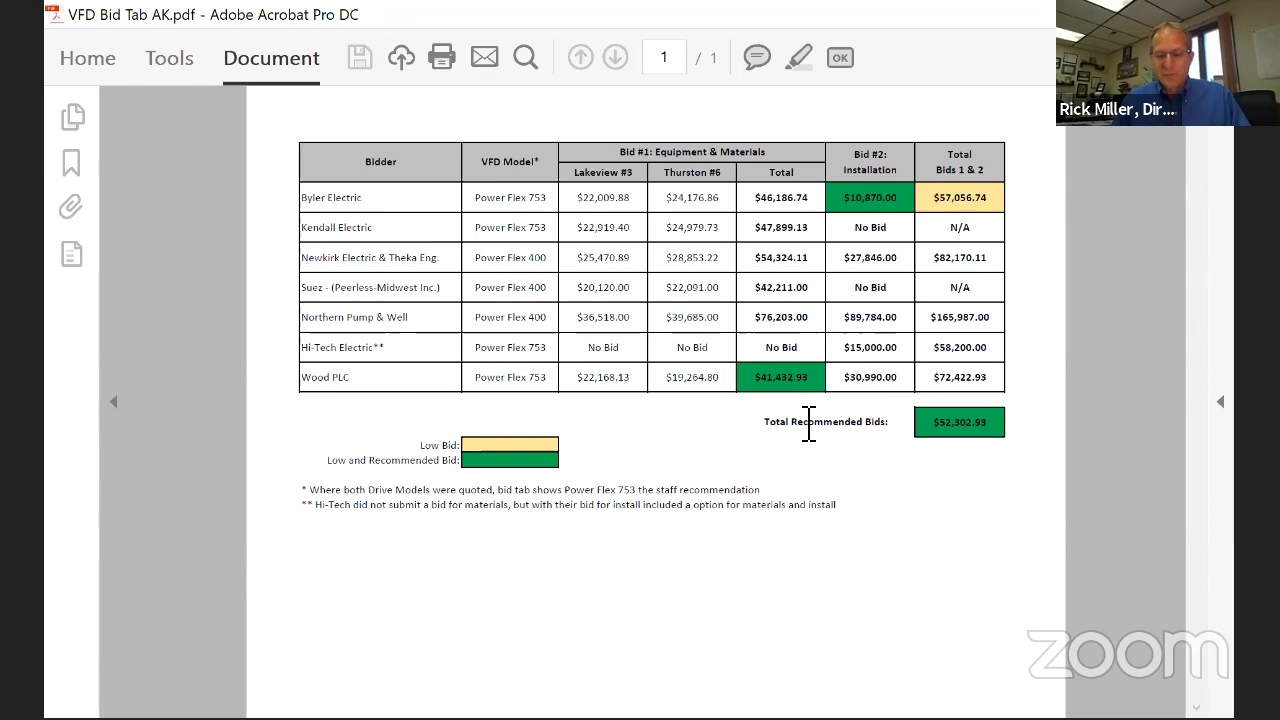 VFD Bid Tab AK.pdf - Adobe Acrobat Pro DC
Home Tools Document 1 / 1 OK
Rick Miller, Dir...
Bidder VFD Model* Bid #1: Equipment & Materials Bid #2: Installation Total Bids 1 & 2
Lakeview #3 Thurston #6 Total
Byler Electric Power Flex 753 $22,009.88 $24,176.86 $46,186.74 $10,870.00 $57,056.74
Kendall Electric Power Flex 753 $22,919.40 $24,979.73 $47,899.13 No Bid N/A
Newkirk Electric & Theka Eng. Power Flex 400 $25,470.89 $28,853.22 $54,324.11 $27,846.00 $82,170.11
Suez - (Peerless-Midwest Inc.) Power Flex 400 $20,120.00 $22,091.00 $42,211.00 No Bid N/A
Northern Pump & Well Power Flex 400 $36,518.00 $39,685.00 $76,203.00 $89,784.00 $165,987.00
Hi-Tech Electric** Power Flex 753 No Bid No Bid No Bid $15,000.00 $58,200.00
Wood PLC Power Flex 753 $22,168.13 $19,264.80 $41,432.93 $30,990.00 $72,422.93
Total Recommended Bids: $52,302.93
Low Bid:
Low and Recommended Bid:
* Where both Drive Models were quoted, bid tab shows Power Flex 753 the staff recommendation
** Hi-Tech did not submit a bid for materials, but with their bid for install included a option for materials and install
zoom